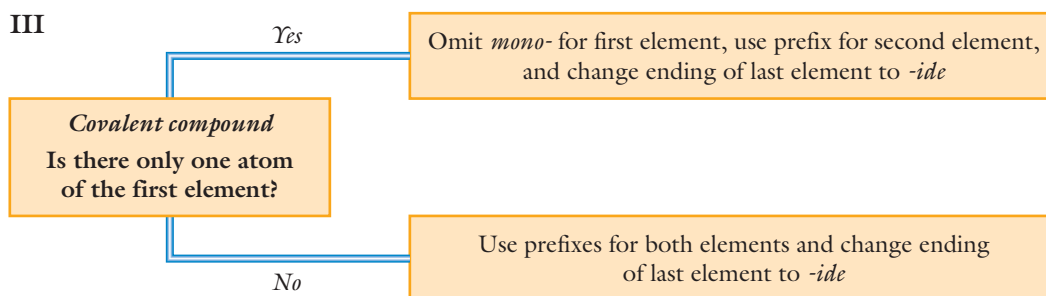 III
Yes
Omit mono- for first element, use prefix for second element,
and change ending of last element to -ide
Covalent compound
Is there only one atom
of the first element?
Use prefixes for both elements and change ending
of last element to -ide
No